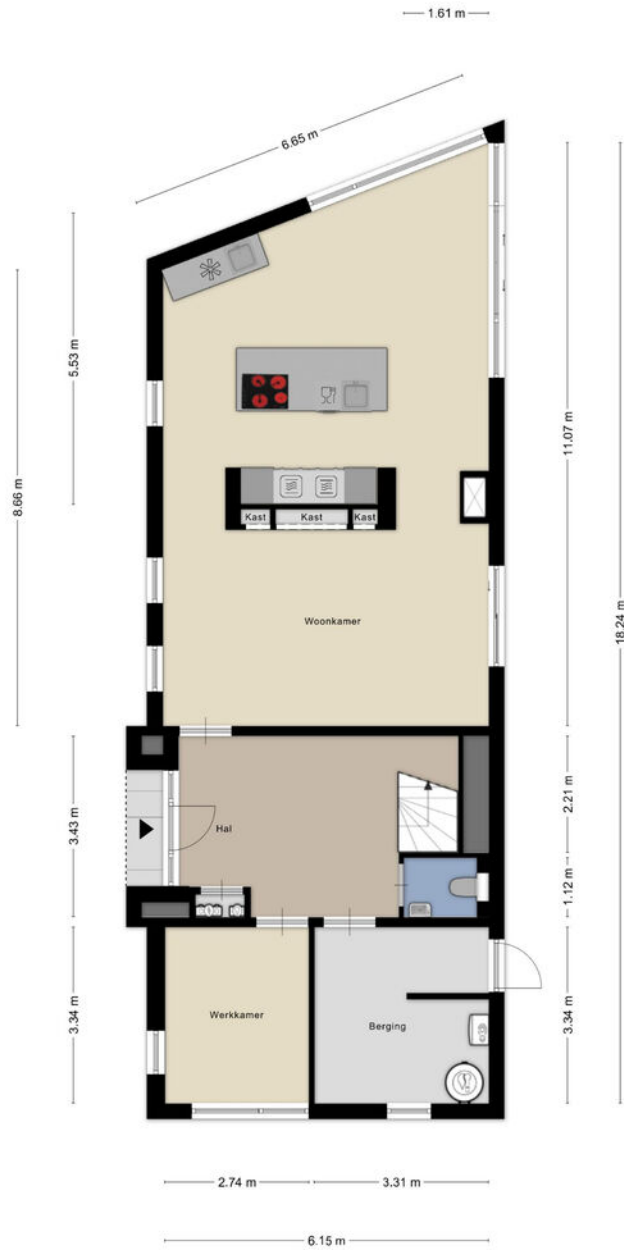 1.61 m
6.65 m
5.53 m
8.66 m
11.07 m
18.24 m
Kast
Kast
Kast
Woonkamer
3.43 m
Hal
2.21 m
1.12 m
3.34 m
Werkkamer
Berging
3.34 m
2.74 m
3.31 m
6.15 m